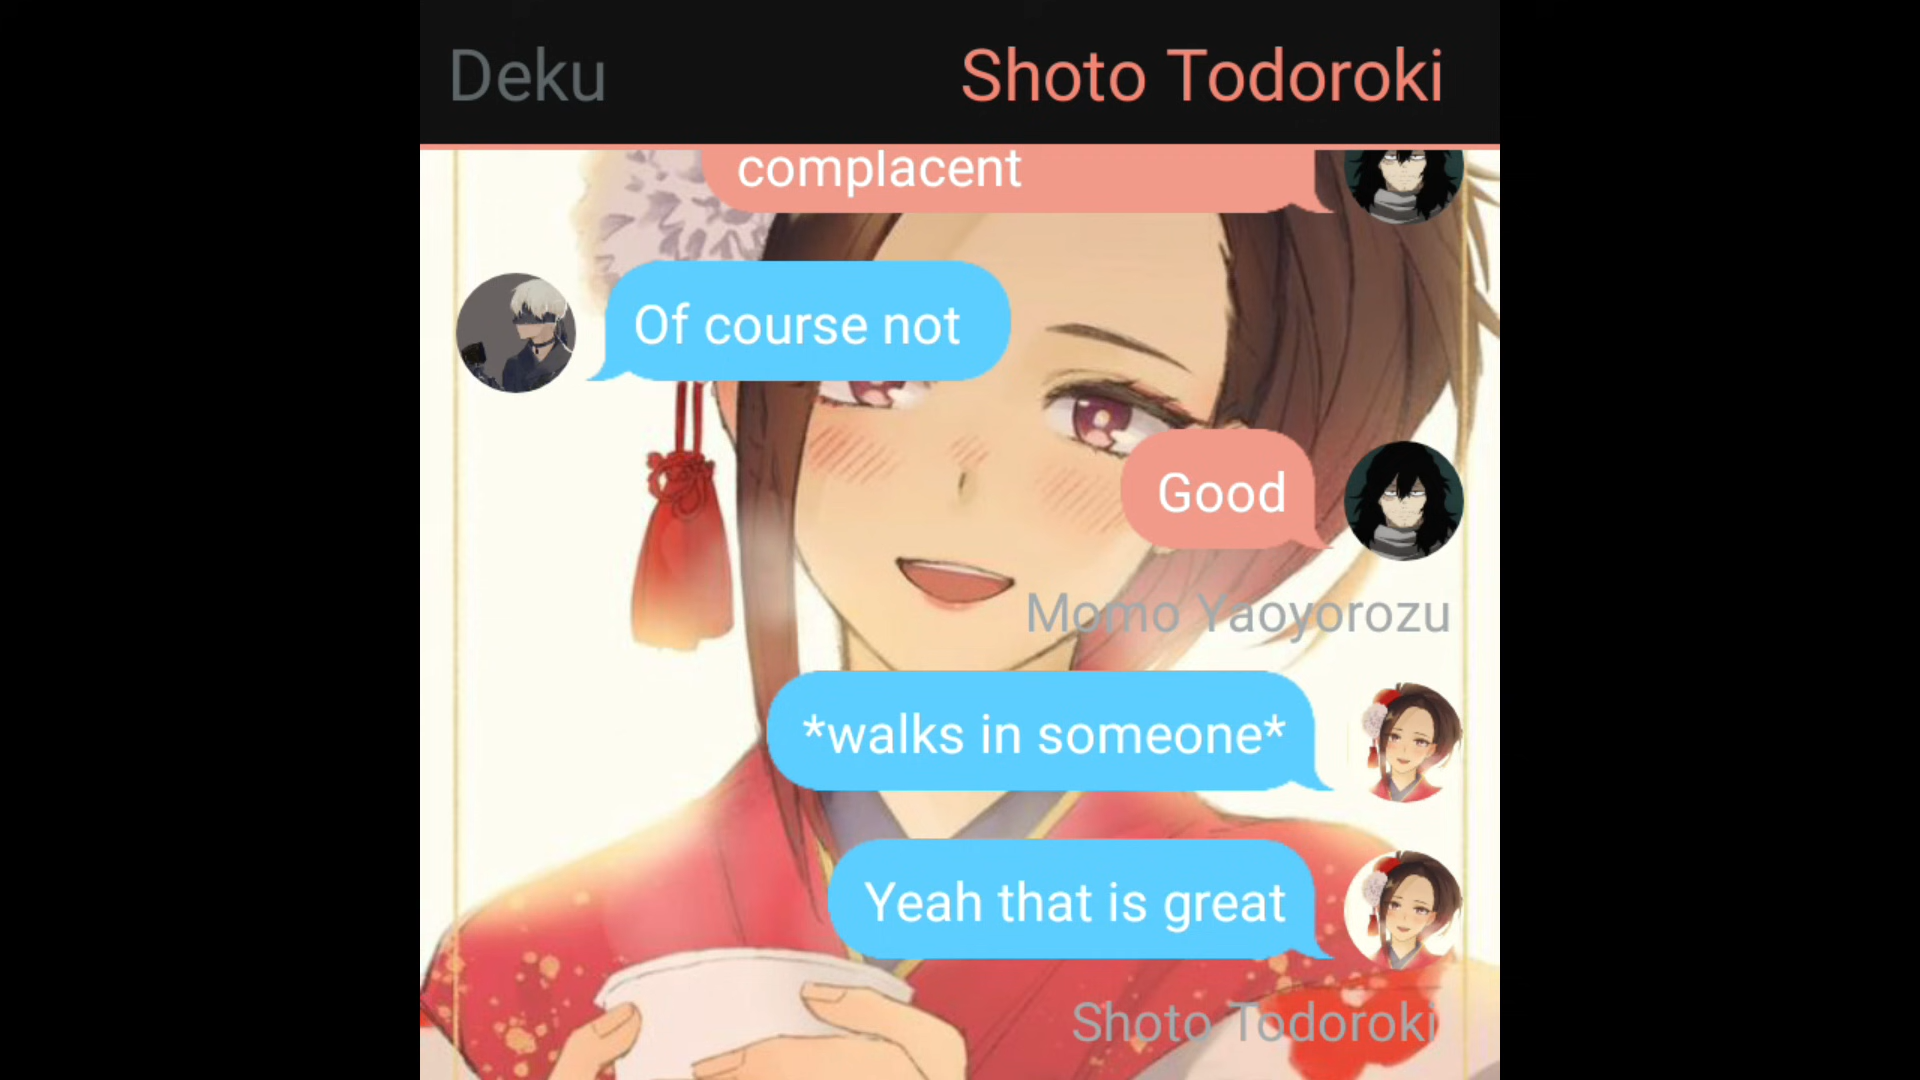 Deku
Shoto Todoroki
complacent
Of course not
Good
Momo Yaoyorozu
*walks in someone*
Yeah that is great
Shoto Todoroki